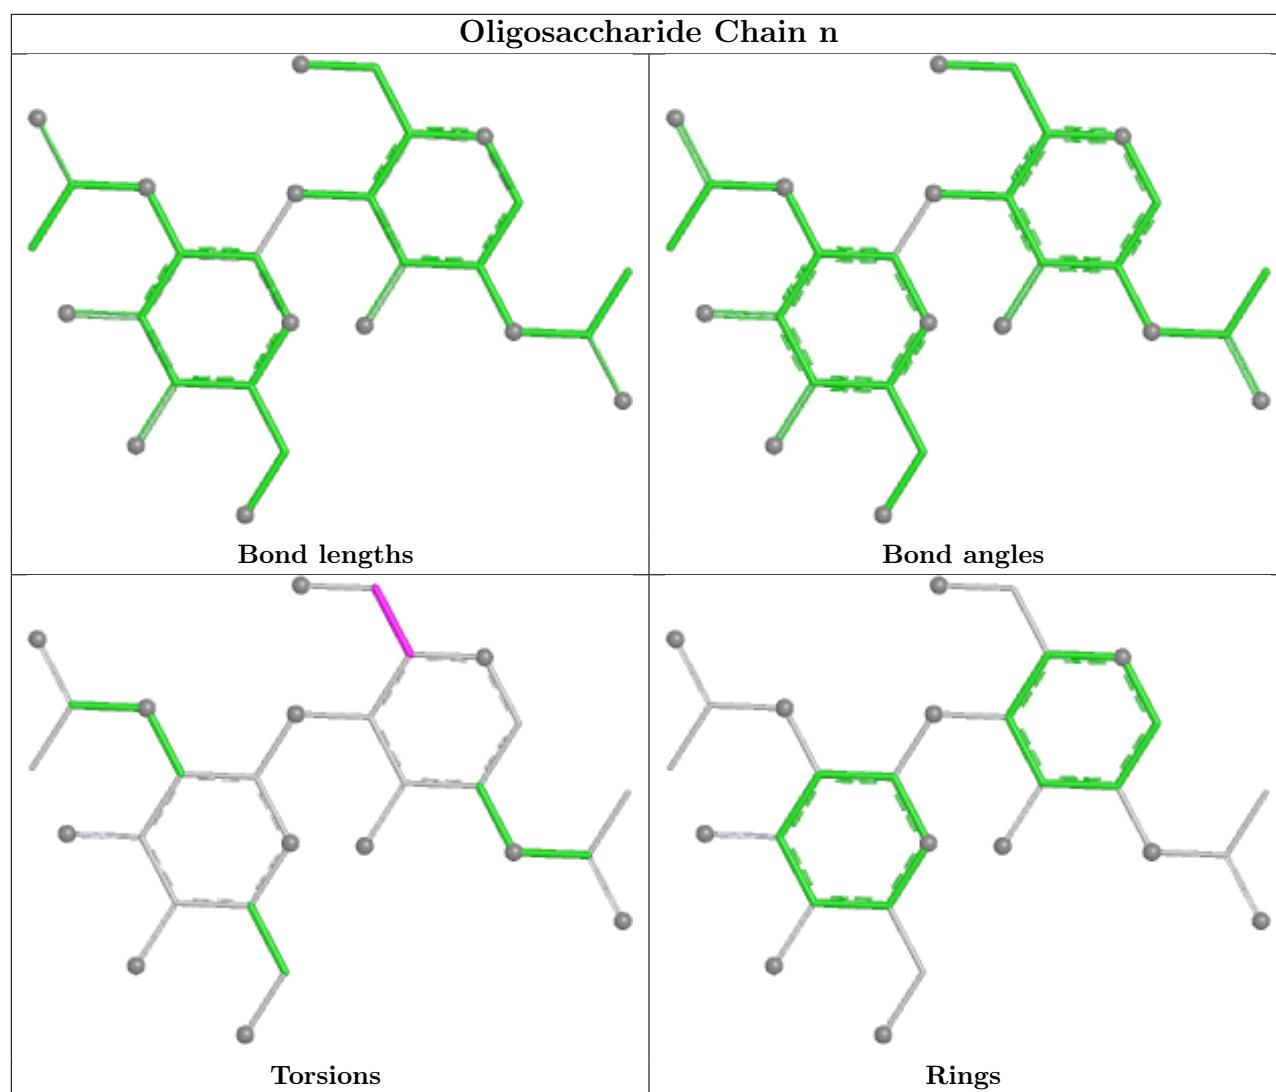 Oligosaccharide Chain n
Bond lengths
Bond angles
Torsions
Rings